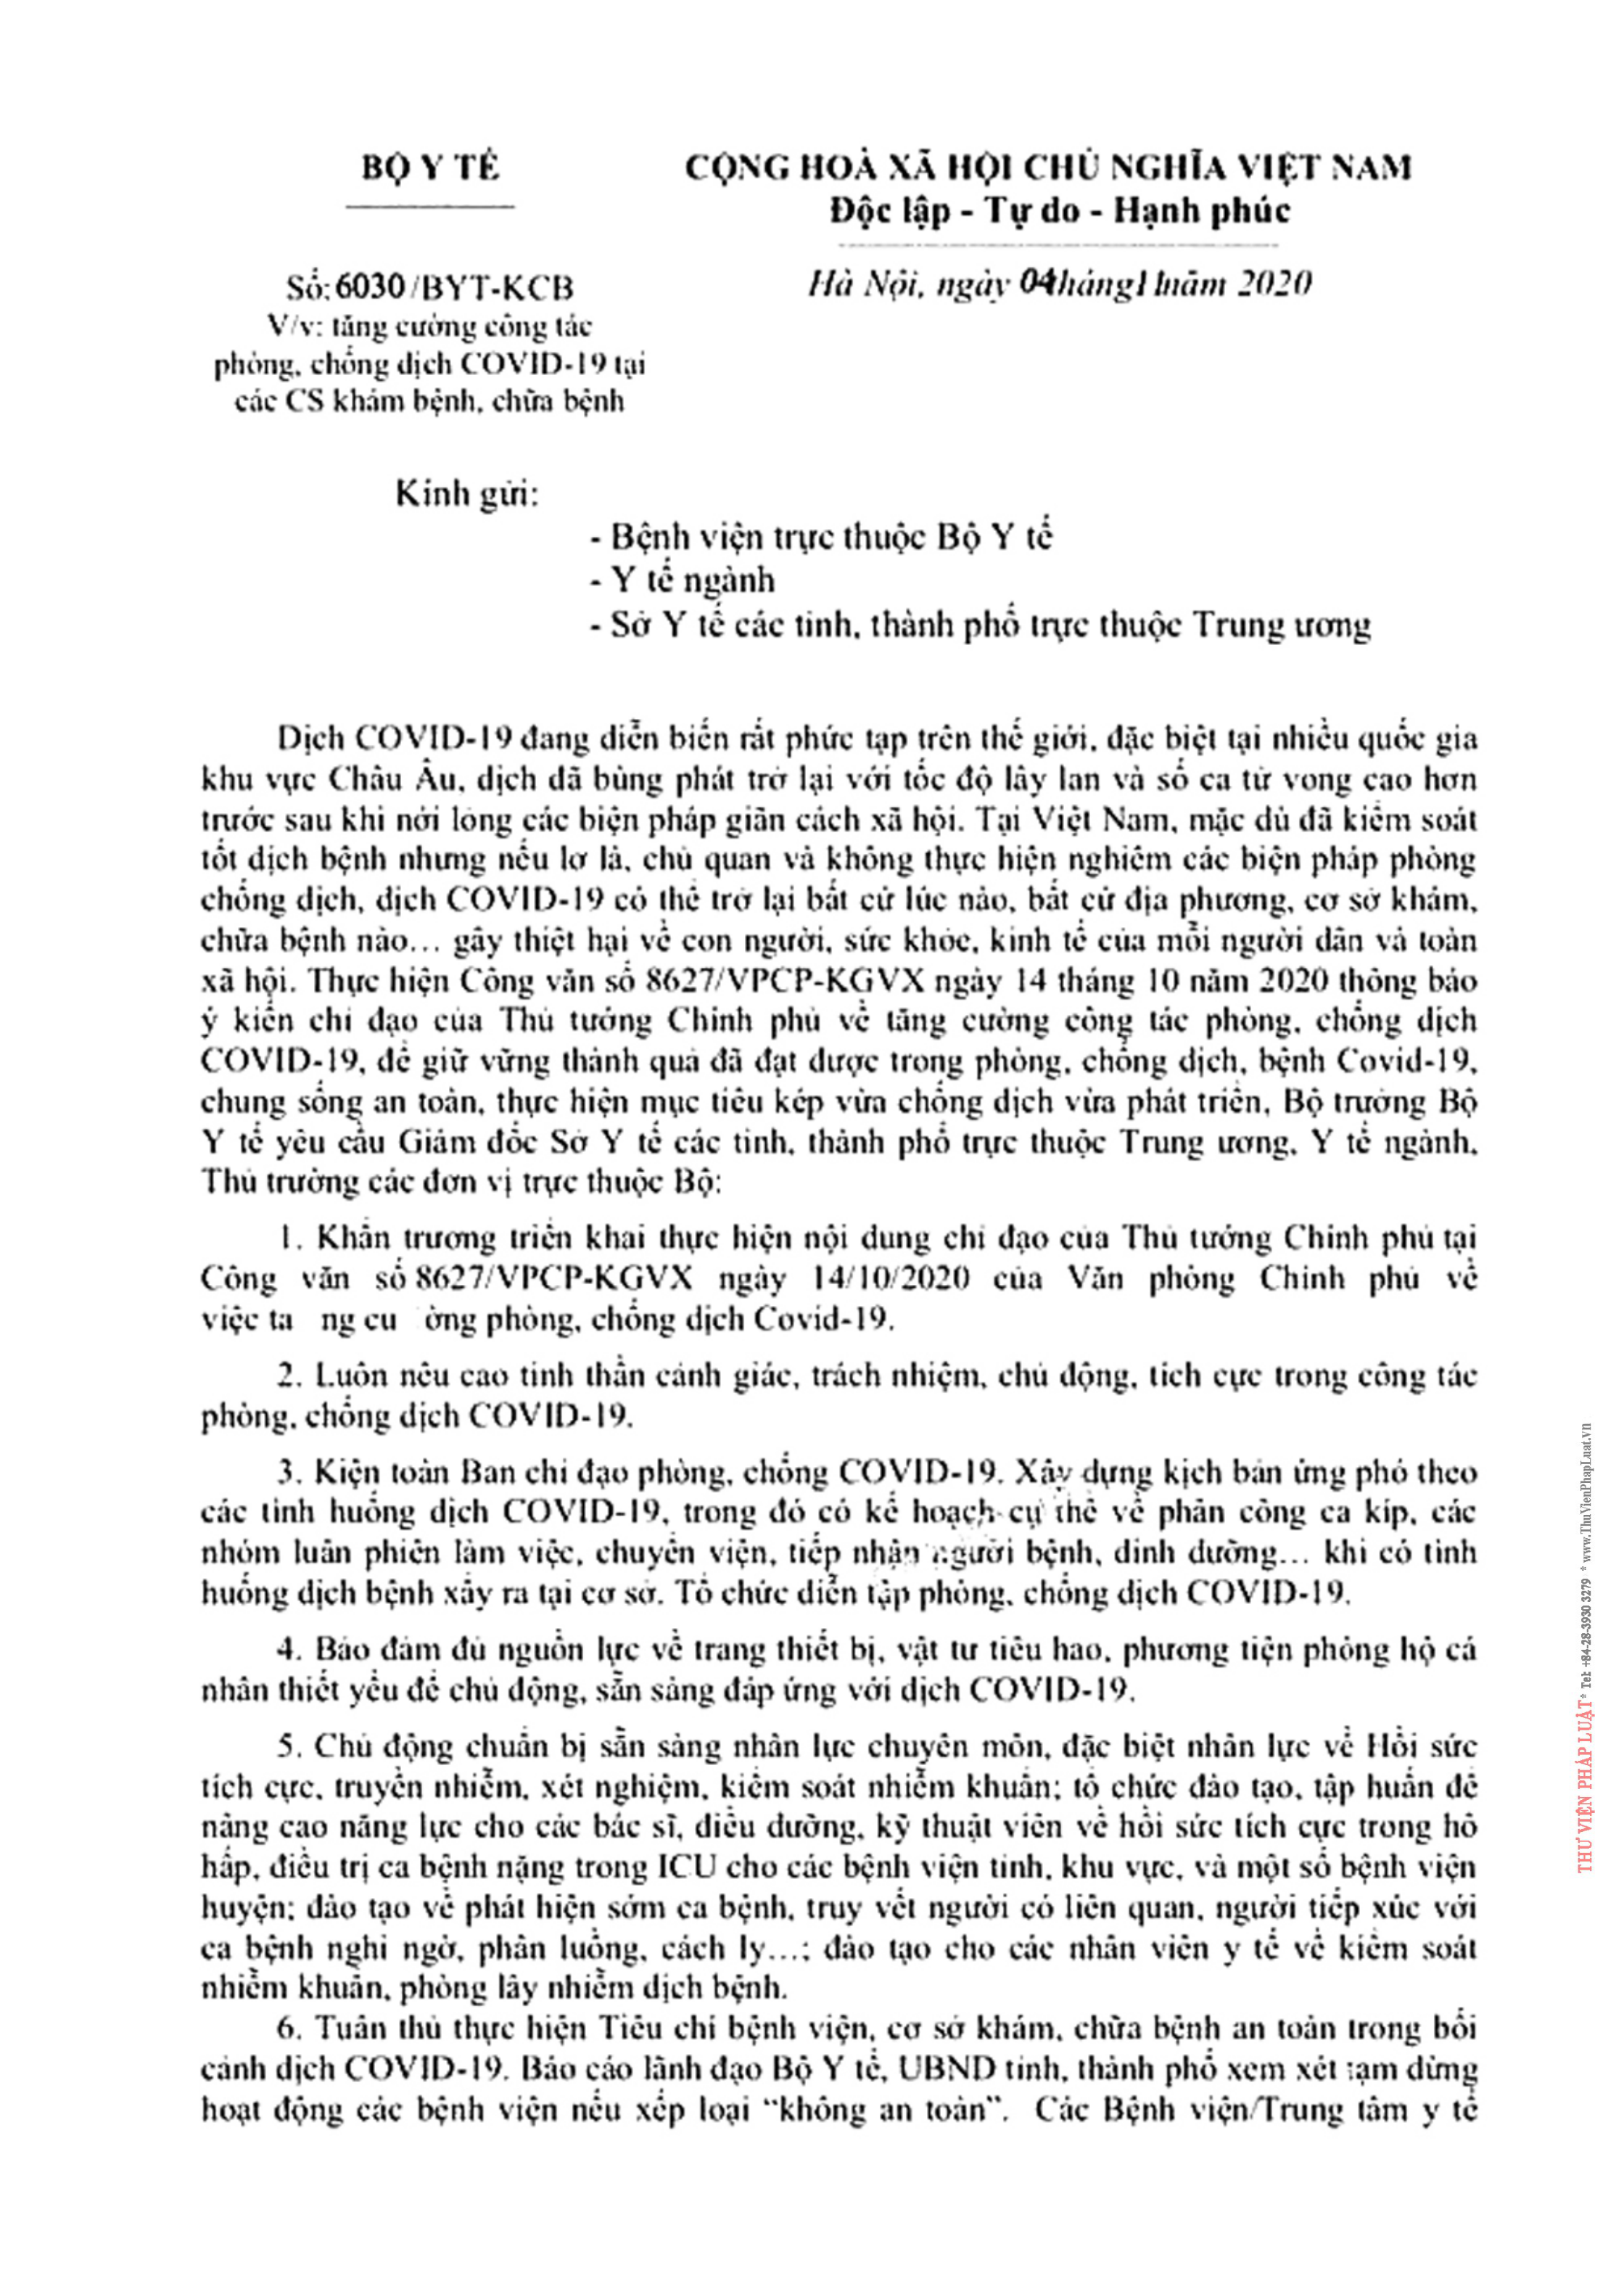 BỘ Y TẾ
CỘNG HOÀ XÃ HỘI CHỦ NGHĨA VIỆT NAM
Độc lập - Tự do - Hạnh phúc
Số: 6030 /BYT-KCB
Hà Nội, ngày 04 tháng 11 năm 2020
V/v: tăng cường công tác
phòng, chống dịch COVID-19 tại
các CS khám bệnh, chữa bệnh
Kính gửi:
- Bệnh viện trực thuộc Bộ Y tế
- Y tế ngành
- Sở Y tế các tỉnh, thành phố trực thuộc Trung ương
Dịch COVID-19 đang diễn biến rất phức tạp trên thế giới, đặc biệt tại nhiều quốc gia
khu vực Châu Âu, dịch đã bùng phát trở lại với tốc độ lây lan và số ca tử vong cao hơn
trước sau khi nới lỏng các biện pháp giãn cách xã hội. Tại Việt Nam, mặc dù đã kiểm soát
tốt dịch bệnh nhưng nếu lơ là, chủ quan và không thực hiện nghiêm các biện pháp phòng
chống dịch, dịch COVID-19 có thể trở lại bất cứ lúc nào, bất cứ địa phương, cơ sở khám,
chữa bệnh nào... gây thiệt hại về con người, sức khỏe, kinh tế của mỗi người dân và toàn
xã hội. Thực hiện Công văn số 8627/VPCP-KGVX ngày 14 tháng 10 năm 2020 thông báo
ý kiến chỉ đạo của Thủ tướng Chính phủ về tăng cường công tác phòng, chống dịch
COVID-19, để giữ vững thành quả đã đạt được trong phòng, chống dịch, bệnh Covid-19,
chung sống an toàn, thực hiện mục tiêu kép vừa chống dịch vừa phát triển, Bộ trưởng Bộ
Y tế yêu cầu Giám đốc Sở Y tế các tỉnh, thành phố trực thuộc Trung ương, Y tế ngành,
Thủ trưởng các đơn vị trực thuộc Bộ:
1. Khẩn trương triển khai thực hiện nội dung chỉ đạo của Thủ tướng Chính phủ tại
Công văn số 8627/VPCP-KGVX ngày 14/10/2020 của Văn phòng Chính phủ về
việc ta ng cu ờng phòng, chống dịch Covid-19.
2. Luôn nêu cao tinh thần cảnh giác, trách nhiệm, chủ động, tích cực trong công tác
phòng, chống dịch COVID-19.
3. Kiện toàn Ban chỉ đạo phòng, chống COVID-19. Xây dựng kịch bản ứng phó theo
các tình huống dịch COVID-19, trong đó có kế hoạch cụ thể về phân công ca kíp, các
nhóm luân phiên làm việc, chuyển viện, tiếp nhận người bệnh, dinh dưỡng... khi có tình
huống dịch bệnh xẩy ra tại cơ sở. Tổ chức diễn tập phòng, chống dịch COVID-19.
4. Bảo đảm đủ nguồn lực về trang thiết bị, vật tư tiêu hao, phương tiện phòng hộ cá
nhân thiết yếu để chủ động, sẵn sàng đáp ứng với dịch COVID-19.
5. Chủ động chuẩn bị sẵn sàng nhân lực chuyên môn, đặc biệt nhân lực về Hồi sức
tích cực, truyền nhiễm, xét nghiệm, kiểm soát nhiễm khuẩn; tổ chức đào tạo, tập huấn để
nâng cao năng lực cho các bác sĩ, điều dưỡng, kỹ thuật viên về hồi sức tích cực trong hô
hấp, điều trị ca bệnh nặng trong ICU cho các bệnh viện tỉnh, khu vực, và một số bệnh viện
huyện; đào tạo về phát hiện sớm ca bệnh, truy vết người có liên quan, người tiếp xúc với
ca bệnh nghi ngờ, phân luồng, cách ly...; đào tạo cho các nhân viên y tế về kiểm soát
nhiễm khuẩn, phòng lây nhiễm dịch bệnh.
6. Tuân thủ thực hiện Tiêu chí bệnh viện, cơ sở khám, chữa bệnh an toàn trong bối
cảnh dịch COVID-19. Báo cáo lãnh đạo Bộ Y tế, UBND tỉnh, thành phố xem xét tạm dừng
hoạt động các bệnh viện nếu xếp loại “không an toàn”. Các Bệnh viện/Trung tâm y tế
THƯ VIỆN PHÁP LUẬT * Tel: +84-28-3930 3279 * www.ThuVienPhapLuat.vn